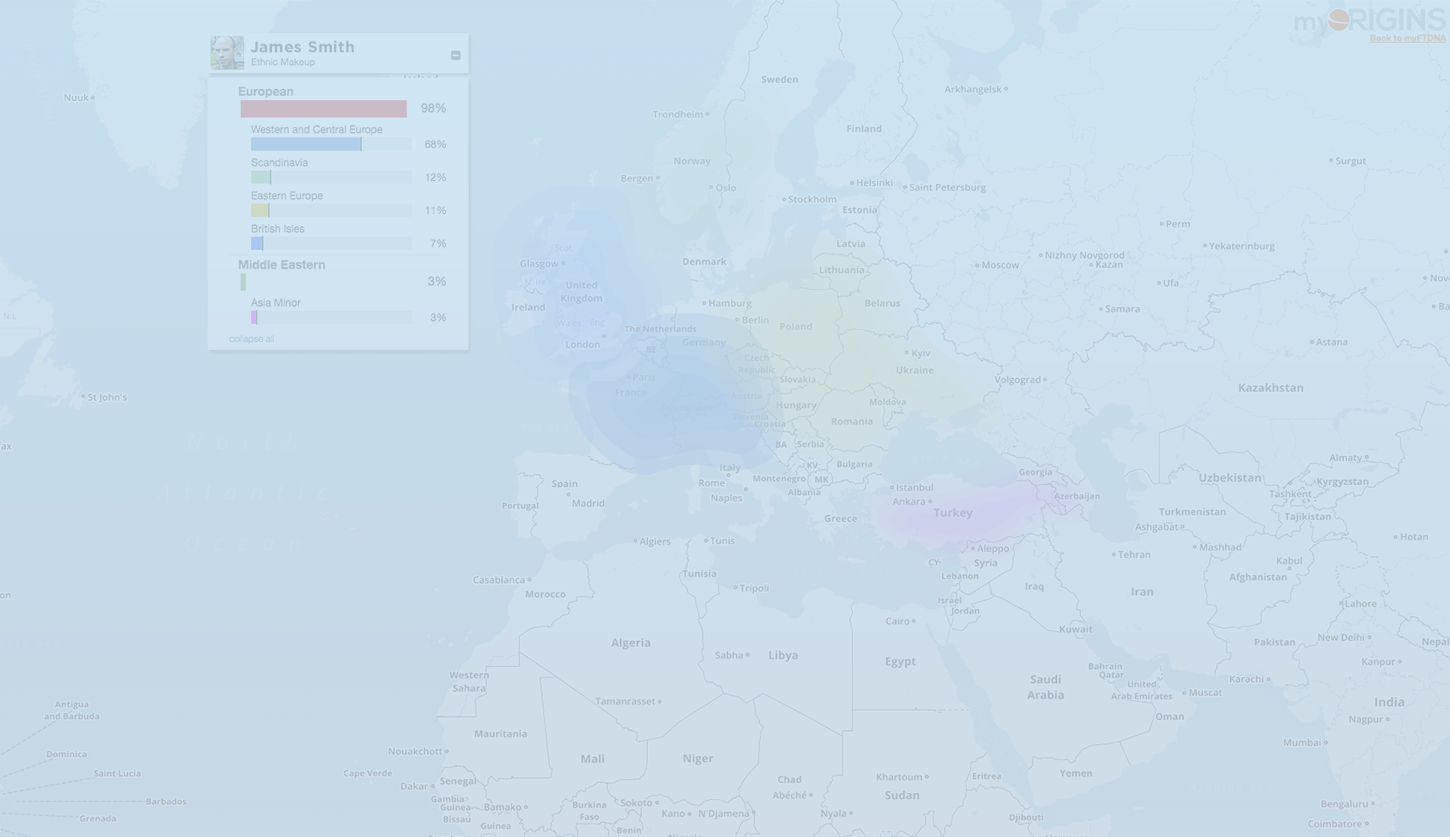 myORIGINS
Back to myFTDNA
James Smith
Ethnic Makeup
European
98%
Western and Central Europe
68%
Scandinavia
12%
Eastern Europe
11%
British Isles
7%
Middle Eastern
3%
Asia Minor
3%
collapse all
Nuuk
Sweden
Arkhangelsk
Trondheim
Finland
Norway
Surgut
Bergen
Oslo
Helsinki
Saint Petersburg
Stockholm
Estonia
Perm
Latvia
Yekaterinburg
Glasgow
Denmark
Nizhny Novgorod
Moscow
Kazan
Lithuania
United
Kingdom
Ufa
Ireland
Hamburg
Belarus
Samara
Berlin
Poland
The Netherlands
London
Germany
BE
Astana
Kyiv
Czech
Republic
Ukraine
Paris
Slovakia
Volgograd
France
Kazakhstan
St John's
Austria
Hungary
Moldova
Slovenia
Croatia
Romania
BA
Serbia
Almaty
Italy
KV
Bulgaria
Georgia
Uzbekistan
Kyrgyzstan
Spain
Rome
Montenegro
MK
Istanbul
Albania
Naples
Madrid
Ankara
Azerbaijan
Tashkent
Portugal
Turkey
Turkmenistan
Tajikistan
Greece
Ashgabat
Hotan
Algiers
Tunis
Aleppo
Tehran
Mashhad
CY
Syria
Kabul
Tunisia
Lebanon
Afghanistan
Casablanca
Morocco
Tripoli
Iraq
Iran
Israel
Jordan
Lahore
Cairo
Kuwait
Algeria
Pakistan
New Delhi
Nepal
Sabha
Libya
Egypt
Kanpur
Bahrain
Qatar
Western
Sahara
Saudi
Arabia
United
Arab Emirates
Karachi
Muscat
Tamanrasset
India
Antigua
and Barbuda
Oman
Nagpur
Mauritania
Nouakchott
Mumbai
Dominica
Mali
Niger
Cape Verde
Saint Lucia
Yemen
Senegal
Chad
Khartoum
Eritrea
Dakar
Abéché
Sudan
Barbados
Gambia
Guinea
Bissau
Bamako
Burkina
Faso
Sokoto
Kano
N'Djamena
Nyala
Djibouti
Bengaluru
Grenada
Guinea
Benin
Coimbatore
North
Atlantic
Ocean